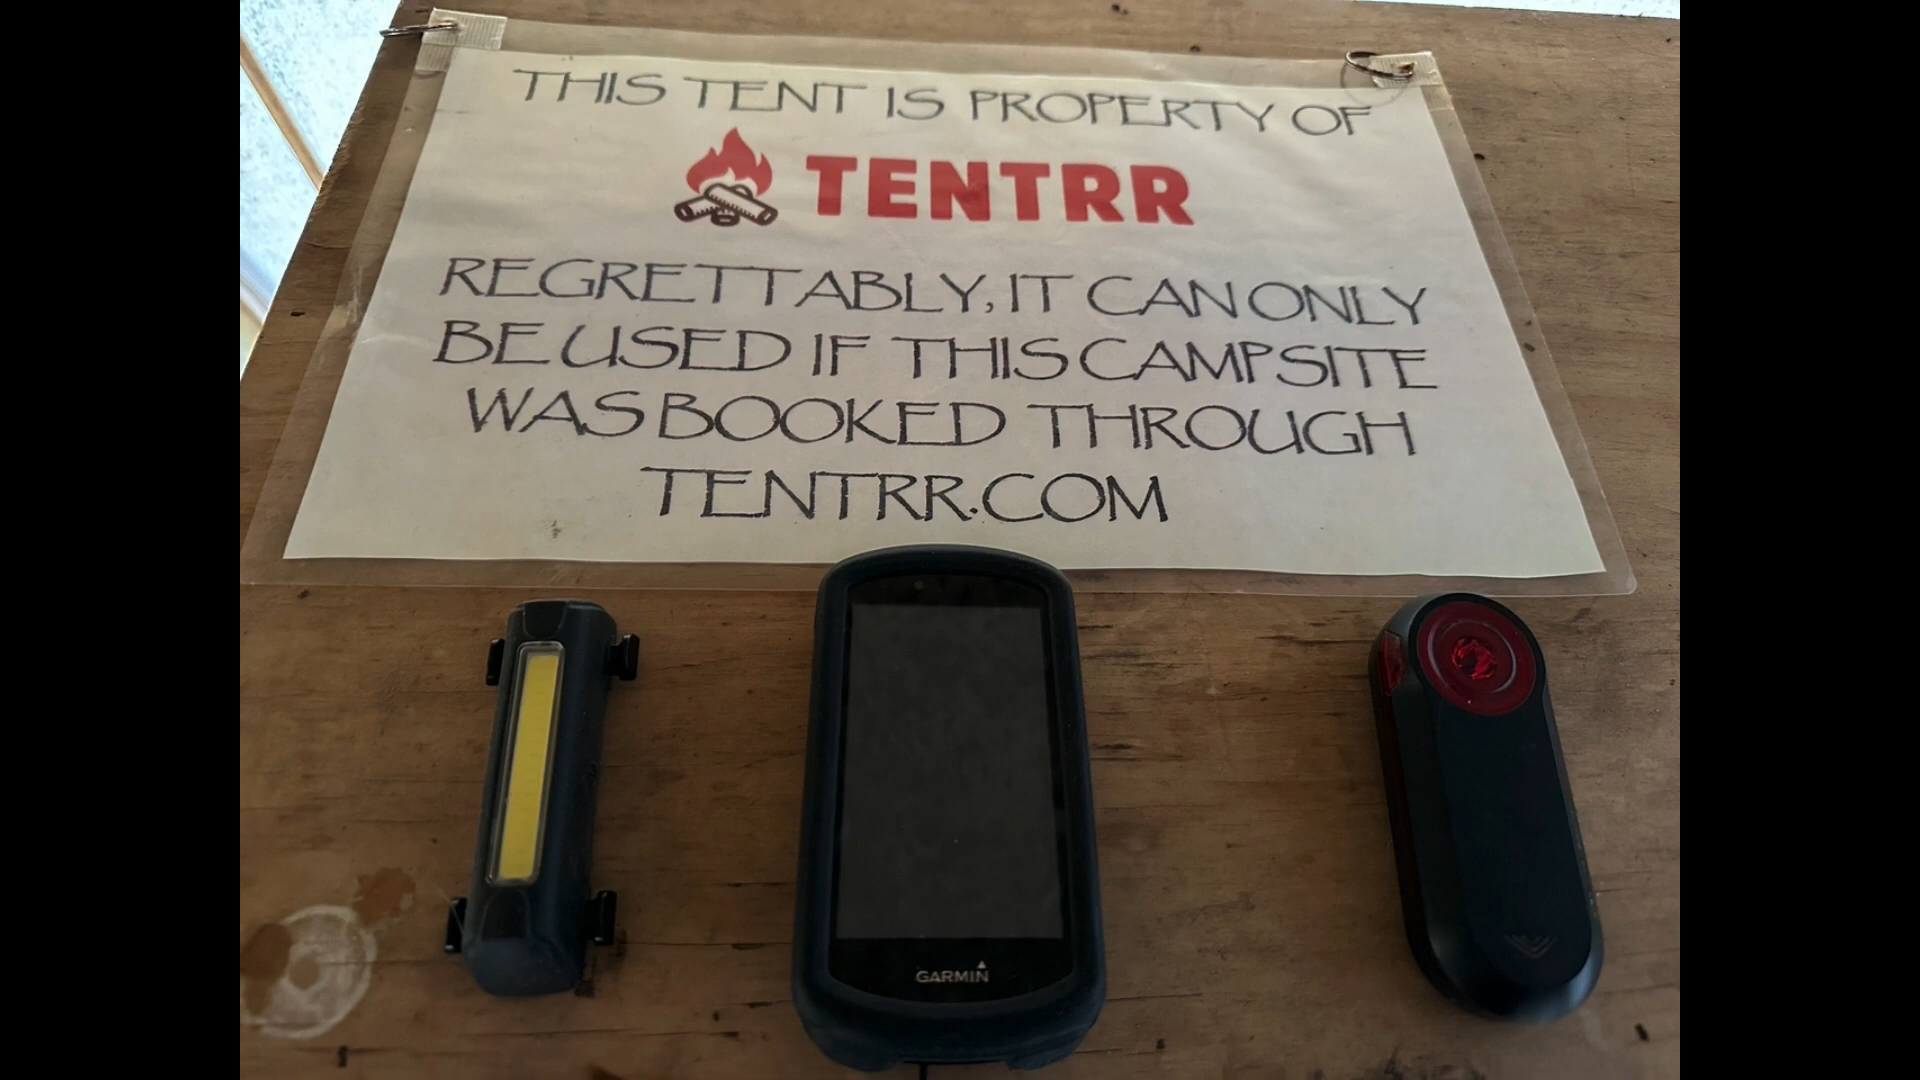 THIS TENT IS PROPERTY OF
TENTRR
REGRETTABLY, IT CAN ONLY
BE USED IF THIS CAMPSITE
WAS BOOKED THROUGH
TENTRR.COM
GARMIN